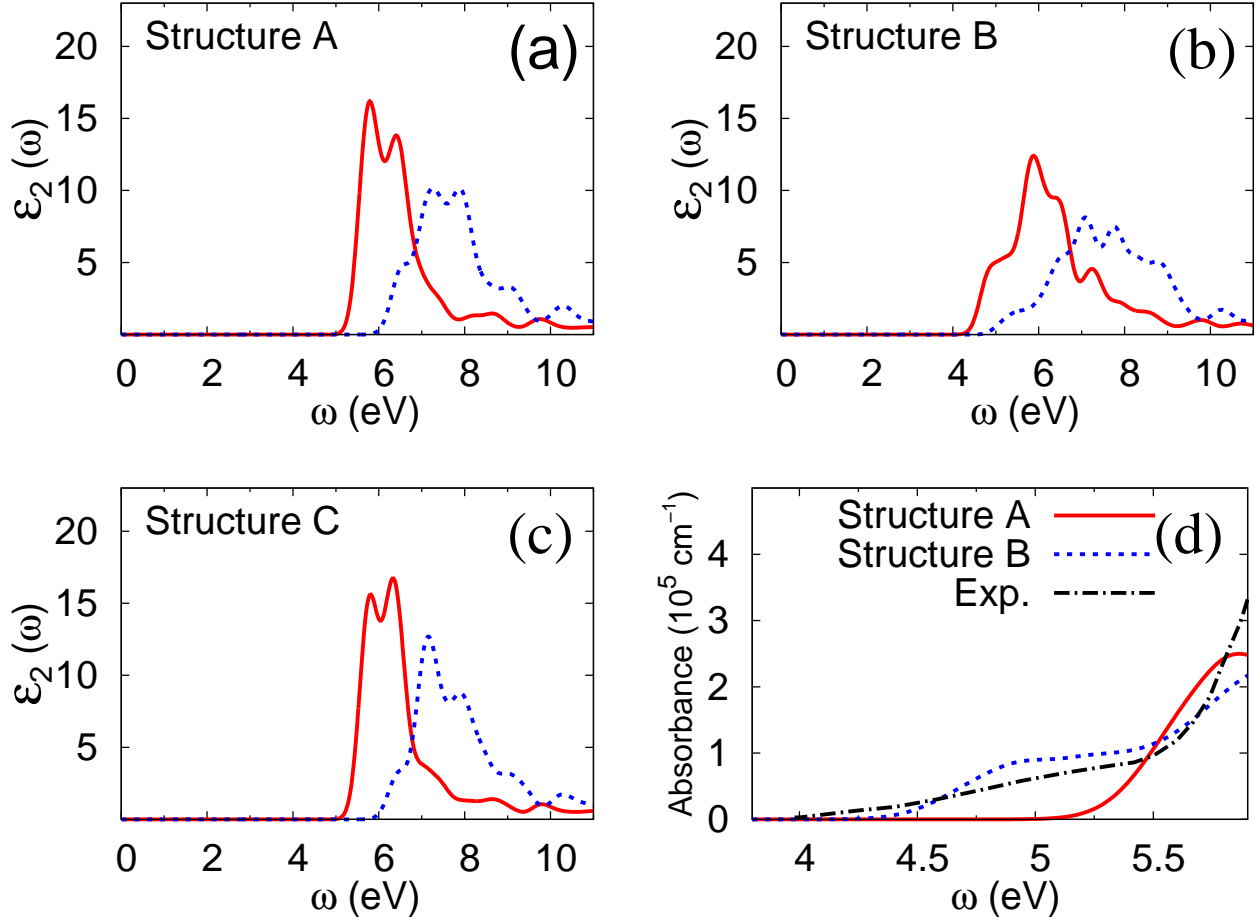 Structure A
(a)
20
15
10
5
ε₂ (ω)
0 2 4 6 8 10
ω (eV)
Structure B
(b)
20
15
10
5
ε₂ (ω)
0 2 4 6 8 10
ω (eV)
Structure C
(c)
20
15
10
5
ε₂ (ω)
0 2 4 6 8 10
ω (eV)
Structure A
Structure B
Exp.
(d)
4
3
2
1
0
Absorbance (10⁵ cm⁻¹)
4 4.5 5 5.5
ω (eV)